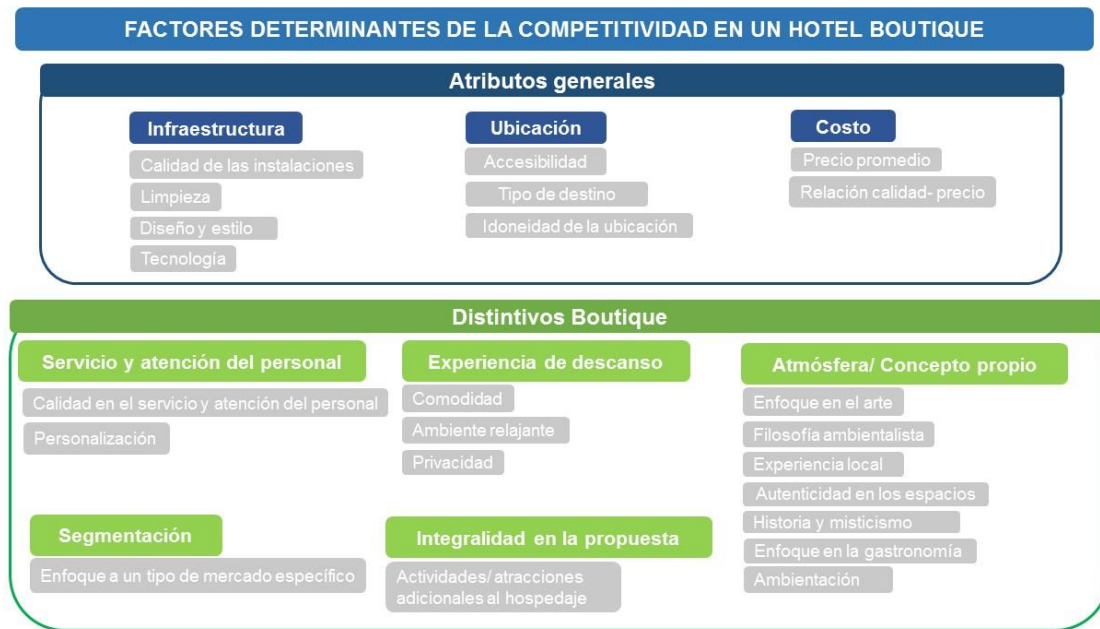 FACTORES DETERMINANTES DE LA COMPETITIVIDAD EN UN HOTEL BOUTIQUE
Atributos generales
Infraestructura
Calidad de las instalaciones
Limpieza
Diseño y estilo
Tecnología
Ubicación
Accesibilidad
Tipo de destino
Idoneidad de la ubicación
Costo
Precio promedio
Relación calidad- precio
Distintivos Boutique
Servicio y atención del personal
Calidad en el servicio y atención del personal
Personalización
Experiencia de descanso
Comodidad
Ambiente relajante
Privacidad
Atmósfera/ Concepto propio
Enfoque en el arte
Filosofía ambientalista
Experiencia local
Autenticidad en los espacios
Historia y misticismo
Enfoque en la gastronomía
Ambientación
Segmentación
Enfoque a un tipo de mercado específico
Integralidad en la propuesta
Actividades/ atracciones
adicionales al hospedaje